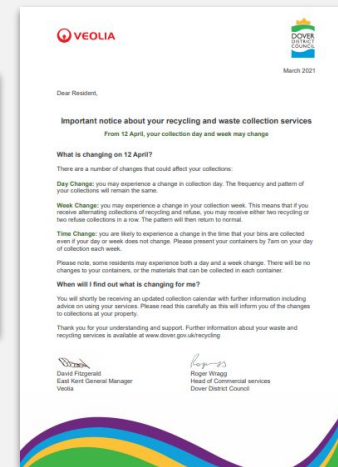 VEOLIA
DOVER
DISTRICT
COUNCIL
March 2021
Dear Resident,
Important notice about your recycling and waste collection services
From 12 April, your collection day and week may change
What is changing on 12 April?
There are a number of changes that could affect your collections:
Day Change: you may experience a change in collection day. The frequency and pattern of
your collections will remain the same.
Week Change: you may experience a change in your collection week. This means that if you
receive alternating collections of recycling and refuse, you may receive either two recycling or
two refuse collections in a row. The pattern will then return to normal.
Time Change: you are likely to experience a change in the time that your bins are collected
even if your day or week does not change. Please present your containers by 7am on your day
of collection each week.
Please note, some residents may experience both a day and a week change. There will be no
changes to your containers, or the materials that can be collected in each container.
When will I find out what is changing for me?
You will shortly be receiving an updated collection calendar with further information including
advice on using your services. Please read this carefully as this will inform you of the changes
to collections at your property.
Thank you for your understanding and support. Further information about your waste and
recycling services is available at www.dover.gov.uk/recycling
David Fitzgerald
East Kent General Manager
Veolia
Roger Wragg
Head of Commercial services
Dover District Council